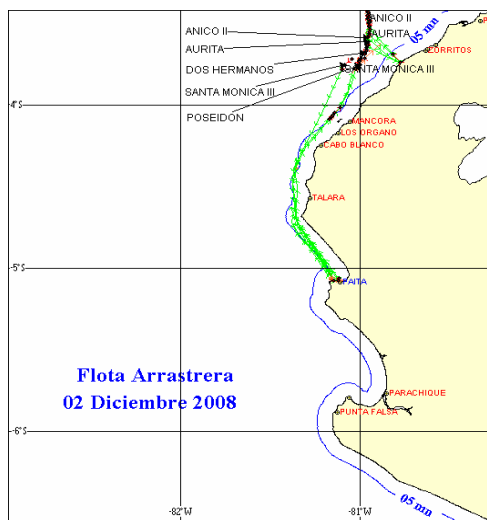 ANICO II
ANICO II
AURITA
AURITA
DOS HERMANOS
SANTA MONICA III
SANTA MONICA III
POSEIDON
ZORRITOS
05 mn
4'S
MANCORA
LOS ORGANO
CABO BLANCO
TALARA
5'S
PAITA
Flota Arrastrera
02 Diciembre 2008
PARACHIQUE
PUNTA FALSA
6'S
05 mn
82'W
81'W